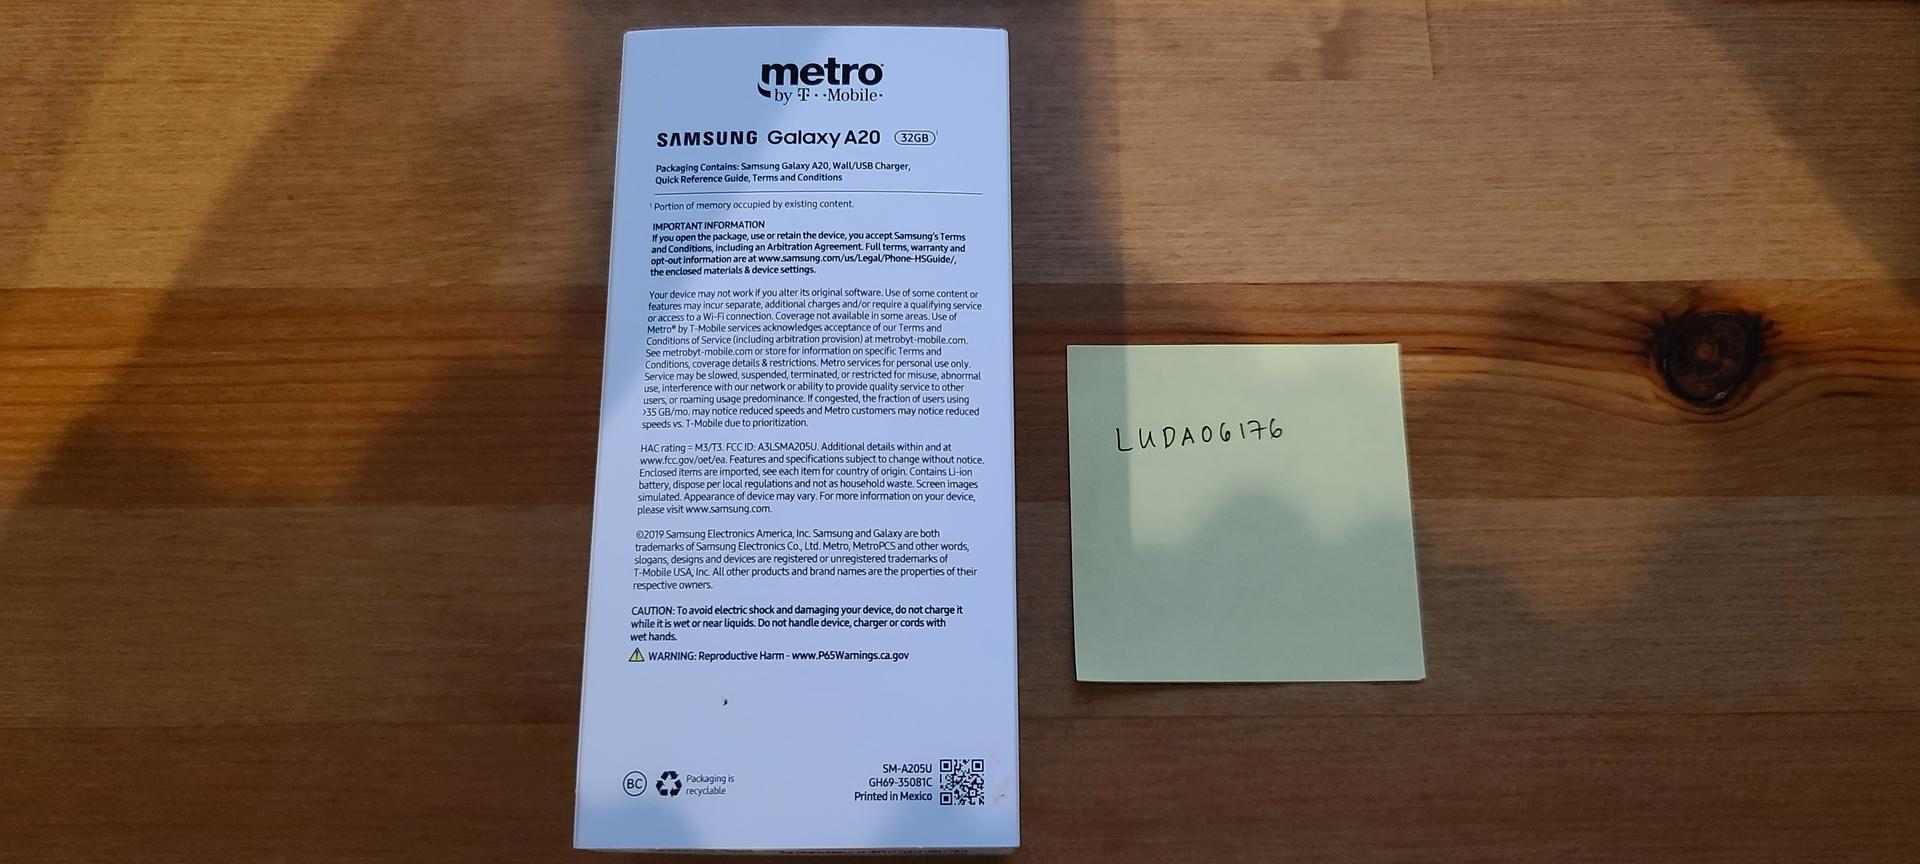 metro
by T··Mobile·
SAMSUNG Galaxy A20 32GB¹
Packaging Contains: Samsung Galaxy A20, Wall/USB Charger,
Quick Reference Guide, Terms and Conditions
¹ Portion of memory occupied by existing content.
IMPORTANT INFORMATION
If you open the package, use or retain the device, you accept Samsung's Terms
and Conditions, including an Arbitration Agreement. Full terms, warranty and
opt-out information are at www.samsung.com/us/Legal/Phone-HSGuide/,
the enclosed materials & device settings.
Your device may not work if you alter its original software. Use of some content or
features may incur separate, additional charges and/or require a qualifying service
or access to a Wi-Fi connection. Coverage not available in some areas. Use of
Metro® by T-Mobile services acknowledges acceptance of our Terms and
Conditions of Service (including arbitration provision) at metrobyt-mobile.com.
See metrobyt-mobile.com or store for information on specific Terms and
Conditions, coverage details & restrictions. Metro services for personal use only.
Service may be slowed, suspended, terminated, or restricted for misuse, abnormal
use, interference with our network or ability to provide quality service to other
users, or roaming usage predominance. If congested, the fraction of users using
>35 GB/mo. may notice reduced speeds and Metro customers may notice reduced
speeds vs. T-Mobile due to prioritization.
HAC rating = M3/T3. FCC ID: A3LSMA205U. Additional details within and at
www.fcc.gov/oet/ea. Features and specifications subject to change without notice.
Enclosed items are imported, see each item for country of origin. Contains Li-ion
battery, dispose per local regulations and not as household waste. Screen images
simulated. Appearance of device may vary. For more information on your device,
please visit www.samsung.com.
©2019 Samsung Electronics America, Inc. Samsung and Galaxy are both
trademarks of Samsung Electronics Co., Ltd. Metro, MetroPCS and other words,
slogans, designs and devices are registered or unregistered trademarks of
T-Mobile USA, Inc. All other products and brand names are the properties of their
respective owners.
CAUTION: To avoid electric shock and damaging your device, do not charge it
while it is wet or near liquids. Do not handle device, charger or cords with
wet hands.
WARNING: Reproductive Harm - www.P65Warnings.ca.gov
BC
Packaging is
recyclable
SM-A205U
GH69-35081C
Printed in Mexico
LUDA06176